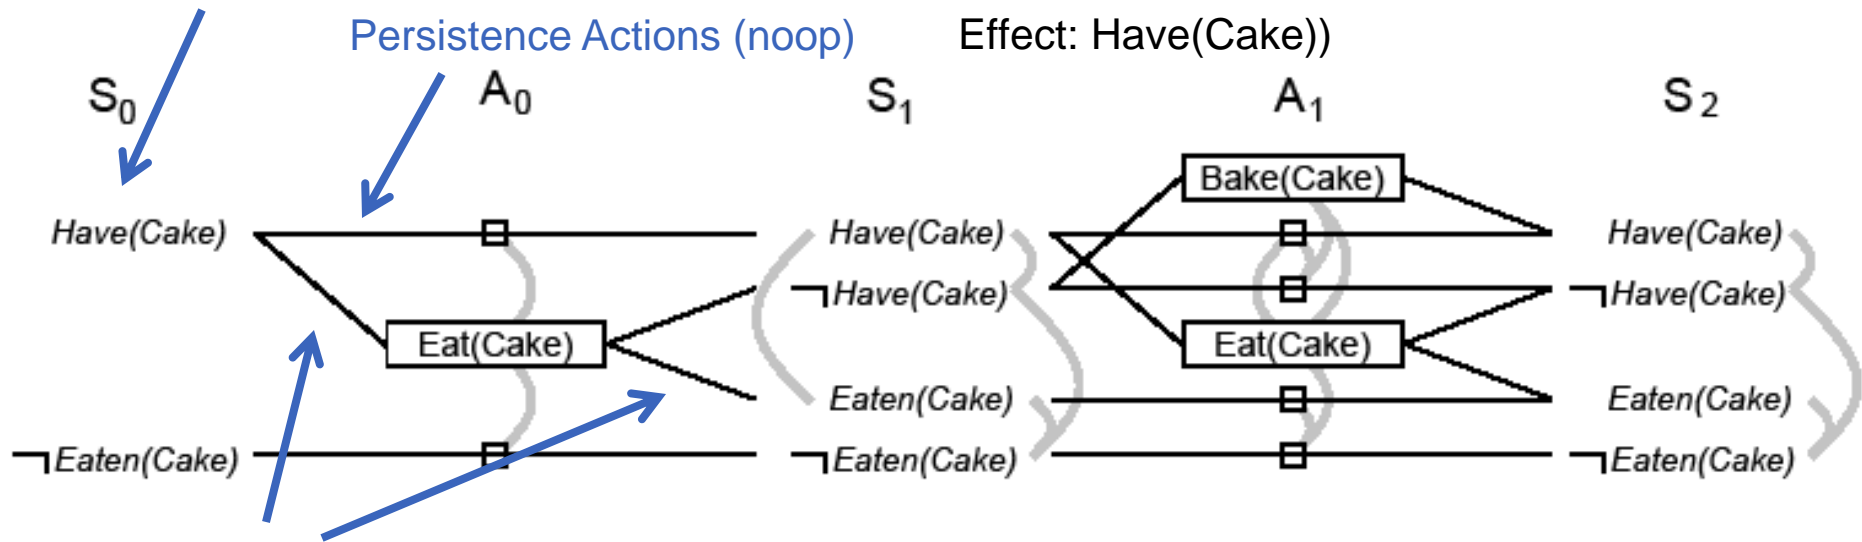 Persistence Actions (noop) Effect: Have(Cake))
S0 A0 S1 A1 S2
Bake(Cake)
Have(Cake) Have(Cake) Have(Cake)
¬Have(Cake) ¬Have(Cake)
Eat(Cake) Eat(Cake)
Eaten(Cake) Eaten(Cake)
¬Eaten(Cake) ¬Eaten(Cake) ¬Eaten(Cake)